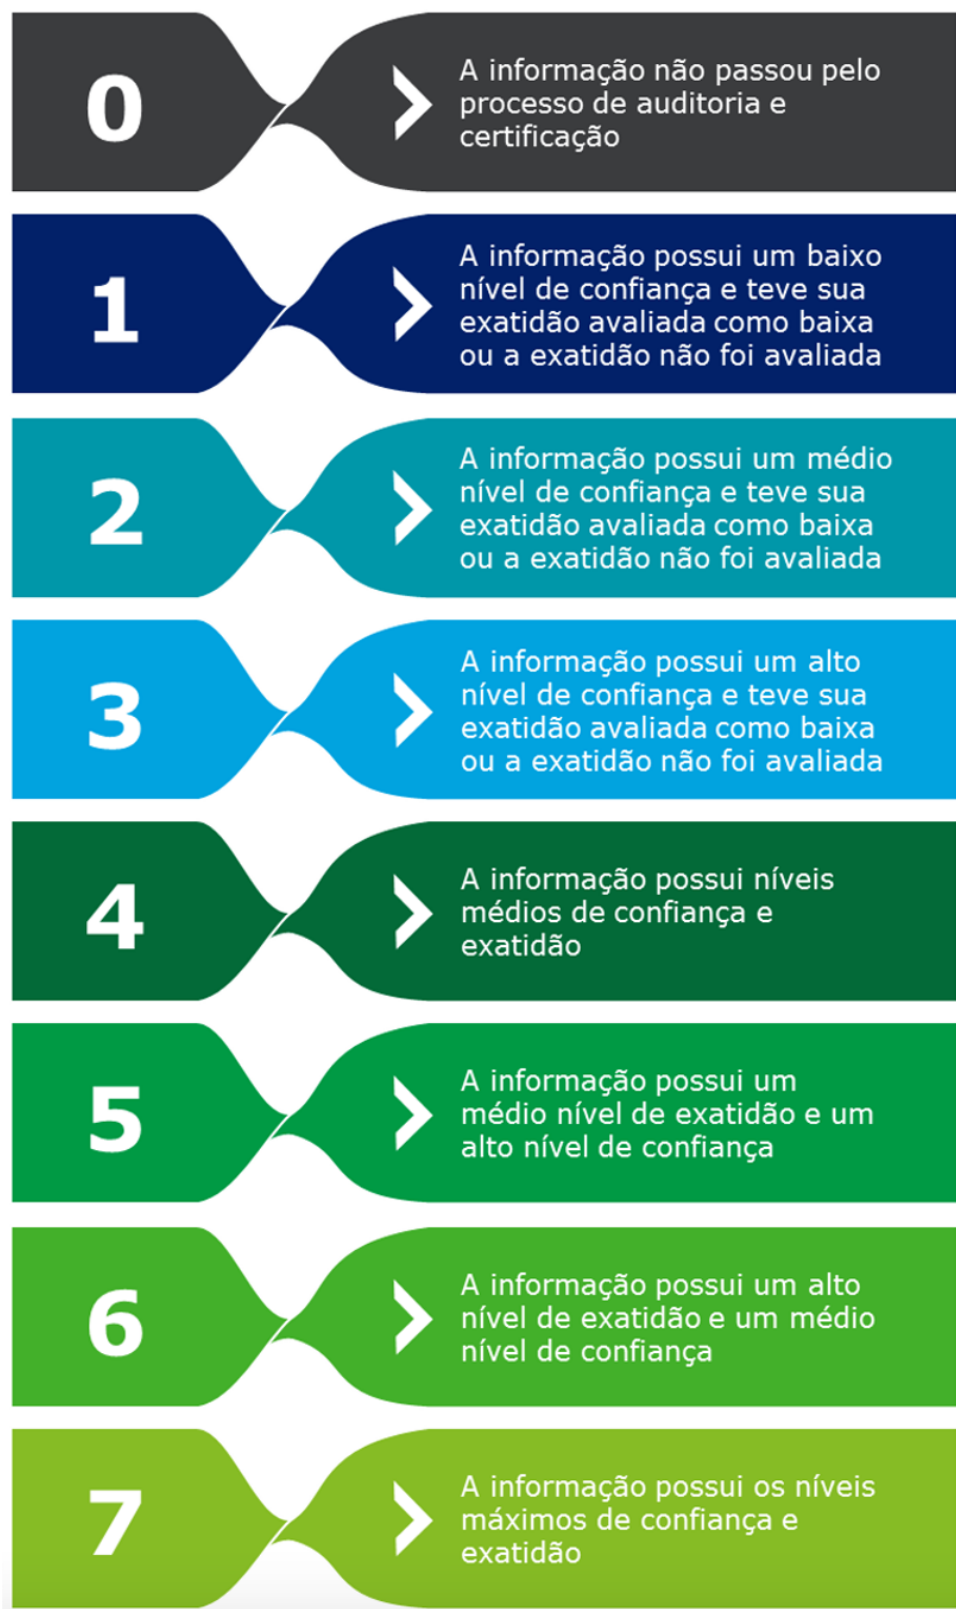 0
A informação não passou pelo
processo de auditoria e
certificação
1
A informação possui um baixo
nível de confiança e teve sua
exatidão avaliada como baixa
ou a exatidão não foi avaliada
2
A informação possui um médio
nível de confiança e teve sua
exatidão avaliada como baixa
ou a exatidão não foi avaliada
3
A informação possui um alto
nível de confiança e teve sua
exatidão avaliada como baixa
ou a exatidão não foi avaliada
4
A informação possui níveis
médios de confiança e
exatidão
5
A informação possui um
médio nível de exatidão e um
alto nível de confiança
6
A informação possui um alto
nível de exatidão e um médio
nível de confiança
7
A informação possui os níveis
máximos de confiança e
exatidão